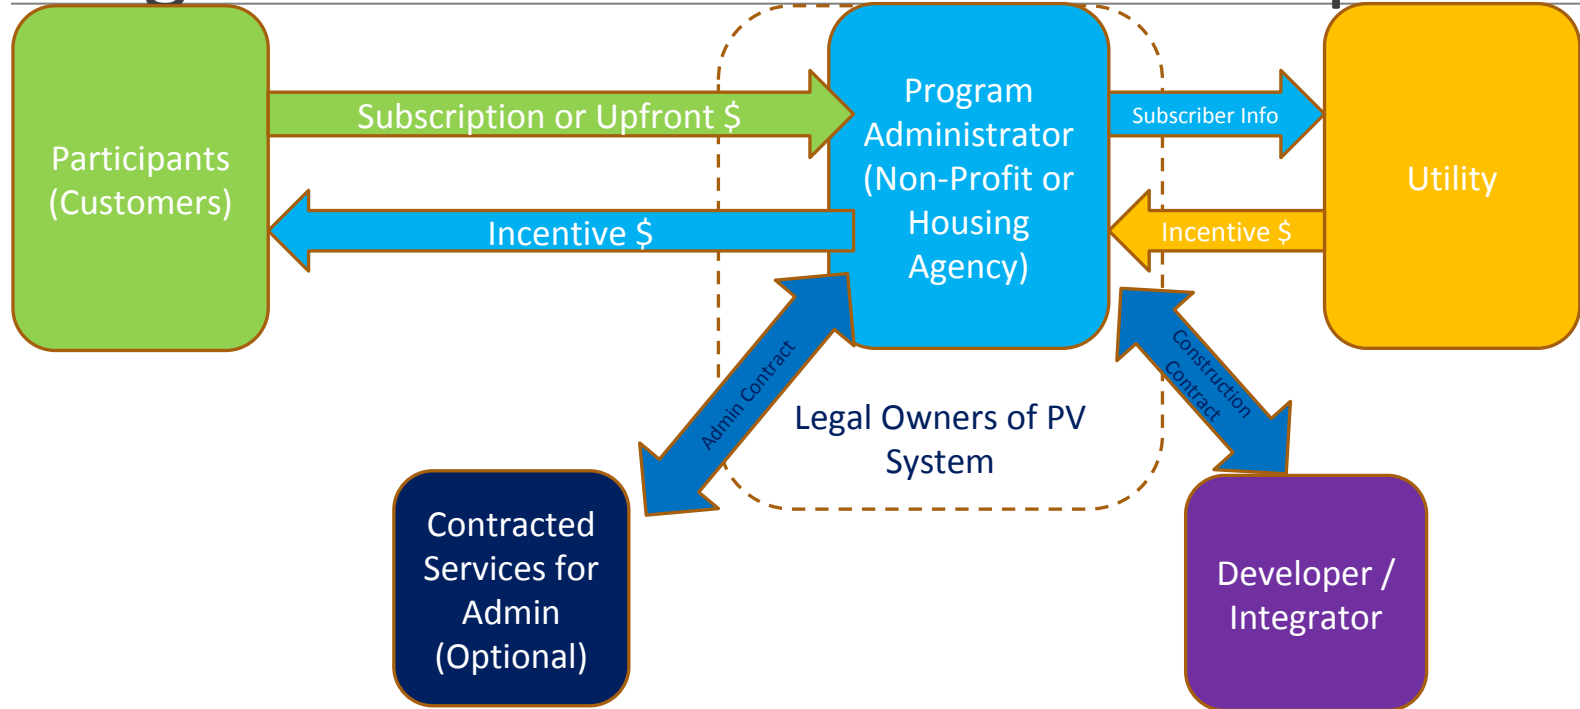 Participants
(Customers)
Subscription or Upfront $
Incentive $
Program
Administrator
(Non-Profit or
Housing
Agency)
Subscriber Info
Incentive $
Utility
Admin Contract
Construction
Contract
Legal Owners of PV
System
Contracted
Services for
Admin
(Optional)
Developer /
Integrator